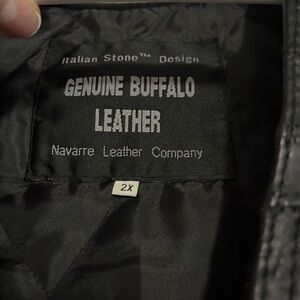 Italian Stone™ Design
GENUINE BUFFALO
LEATHER
Navarre Leather Company
2X